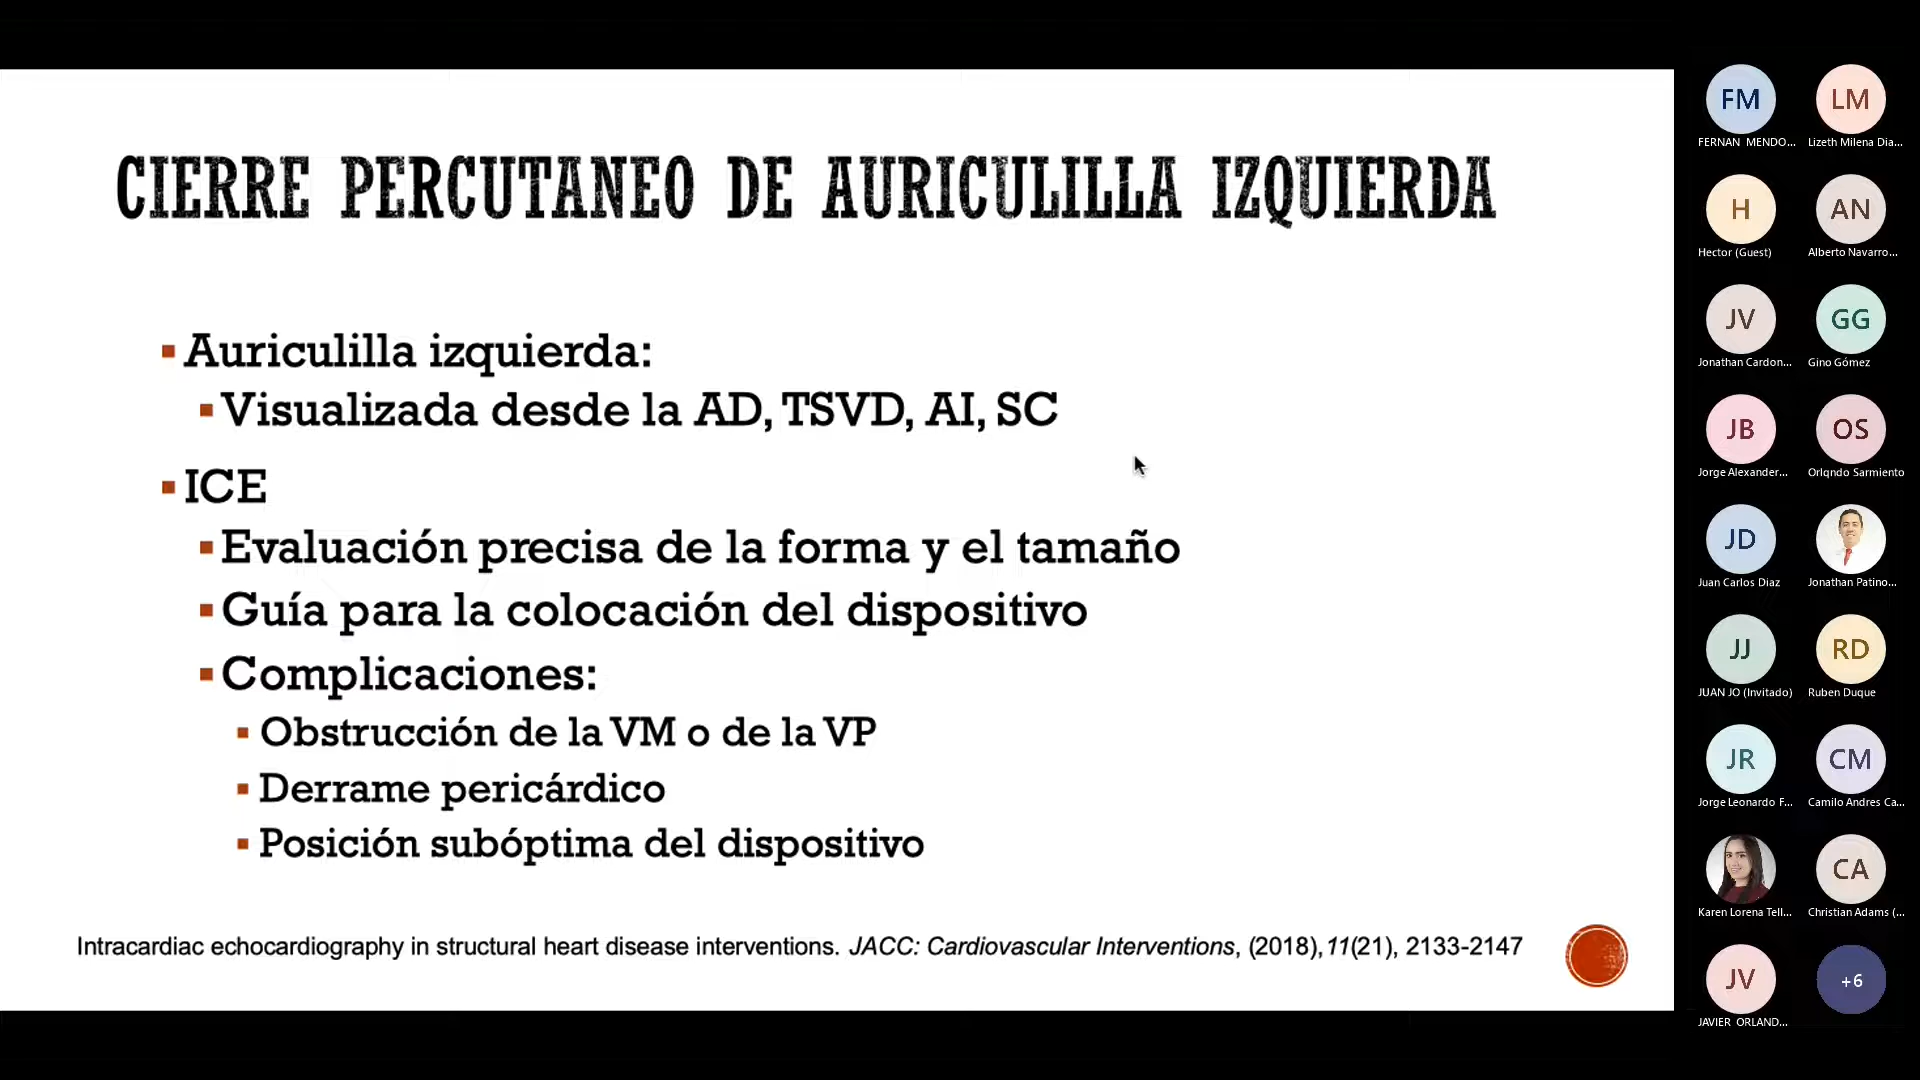 CIERRE PERCUTANEO DE AURICULILLA IZQUIERDA
Auriculilla izquierda:
Visualizada desde la AD, TSVD, AI, SC
ICE
Evaluación precisa de la forma y el tamaño
Guía para la colocación del dispositivo
Complicaciones:
Obstrucción de la VM o de la VP
Derrame pericárdico
Posición subóptima del dispositivo
Intracardiac echocardiography in structural heart disease interventions. JACC: Cardiovascular Interventions, (2018), 11(21), 2133-2147
FM
LM
FERNAN MENDO...
Lizeth Milena Dia...
H
AN
Hector (Guest)
Alberto Navarro...
JV
GG
Jonathan Cardon...
Gino Gómez
JB
OS
Jorge Alexander...
Orlqndo Sarmiento
JD
Juan Carlos Diaz
Jonathan Patino...
JJ
RD
JUAN JO (Invitado)
Ruben Duque
JR
CM
Jorge Leonardo F...
Camilo Andres Ca...
CA
Karen Lorena Tell...
Christian Adams (...
JV
+6
JAVIER ORLAND...